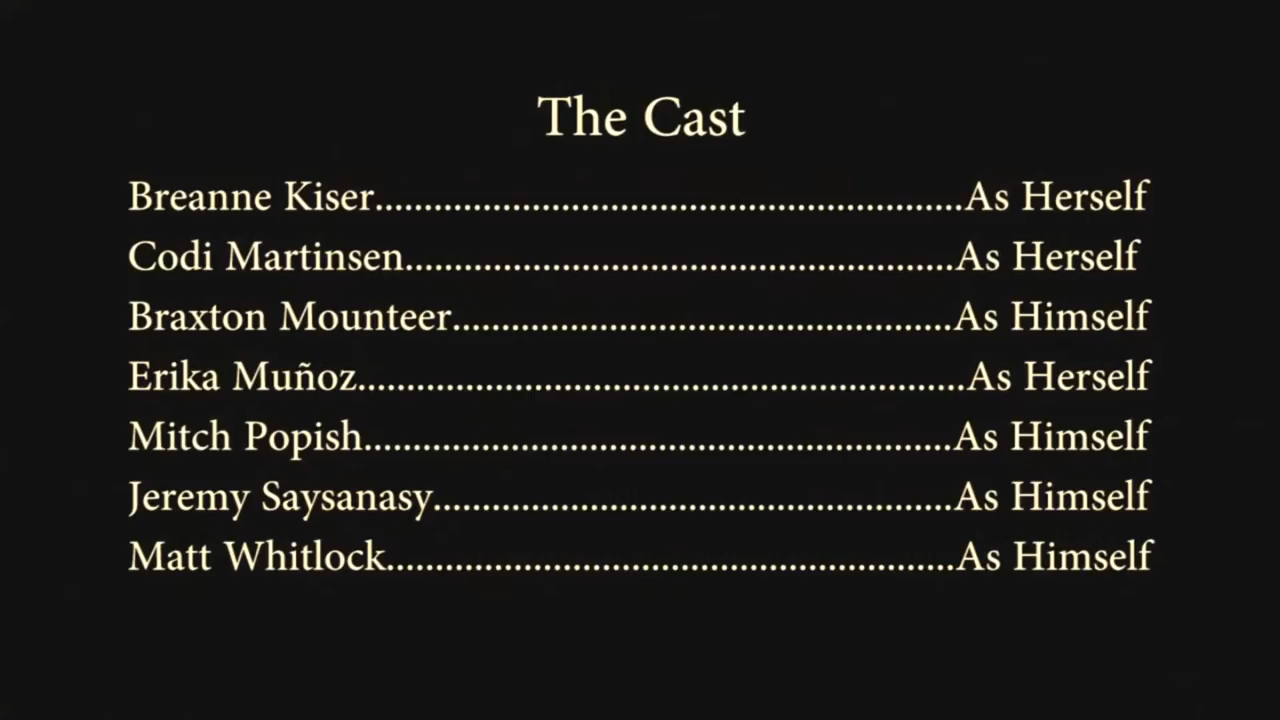 The Cast
Breanne Kiser............................................................As Herself
Codi Martinsen........................................................As Herself
Braxton Mounteer...................................................As Himself
Erika Muñoz..............................................................As Herself
Mitch Popish............................................................As Himself
Jeremy Saysanasy.....................................................As Himself
Matt Whitlock..........................................................As Himself